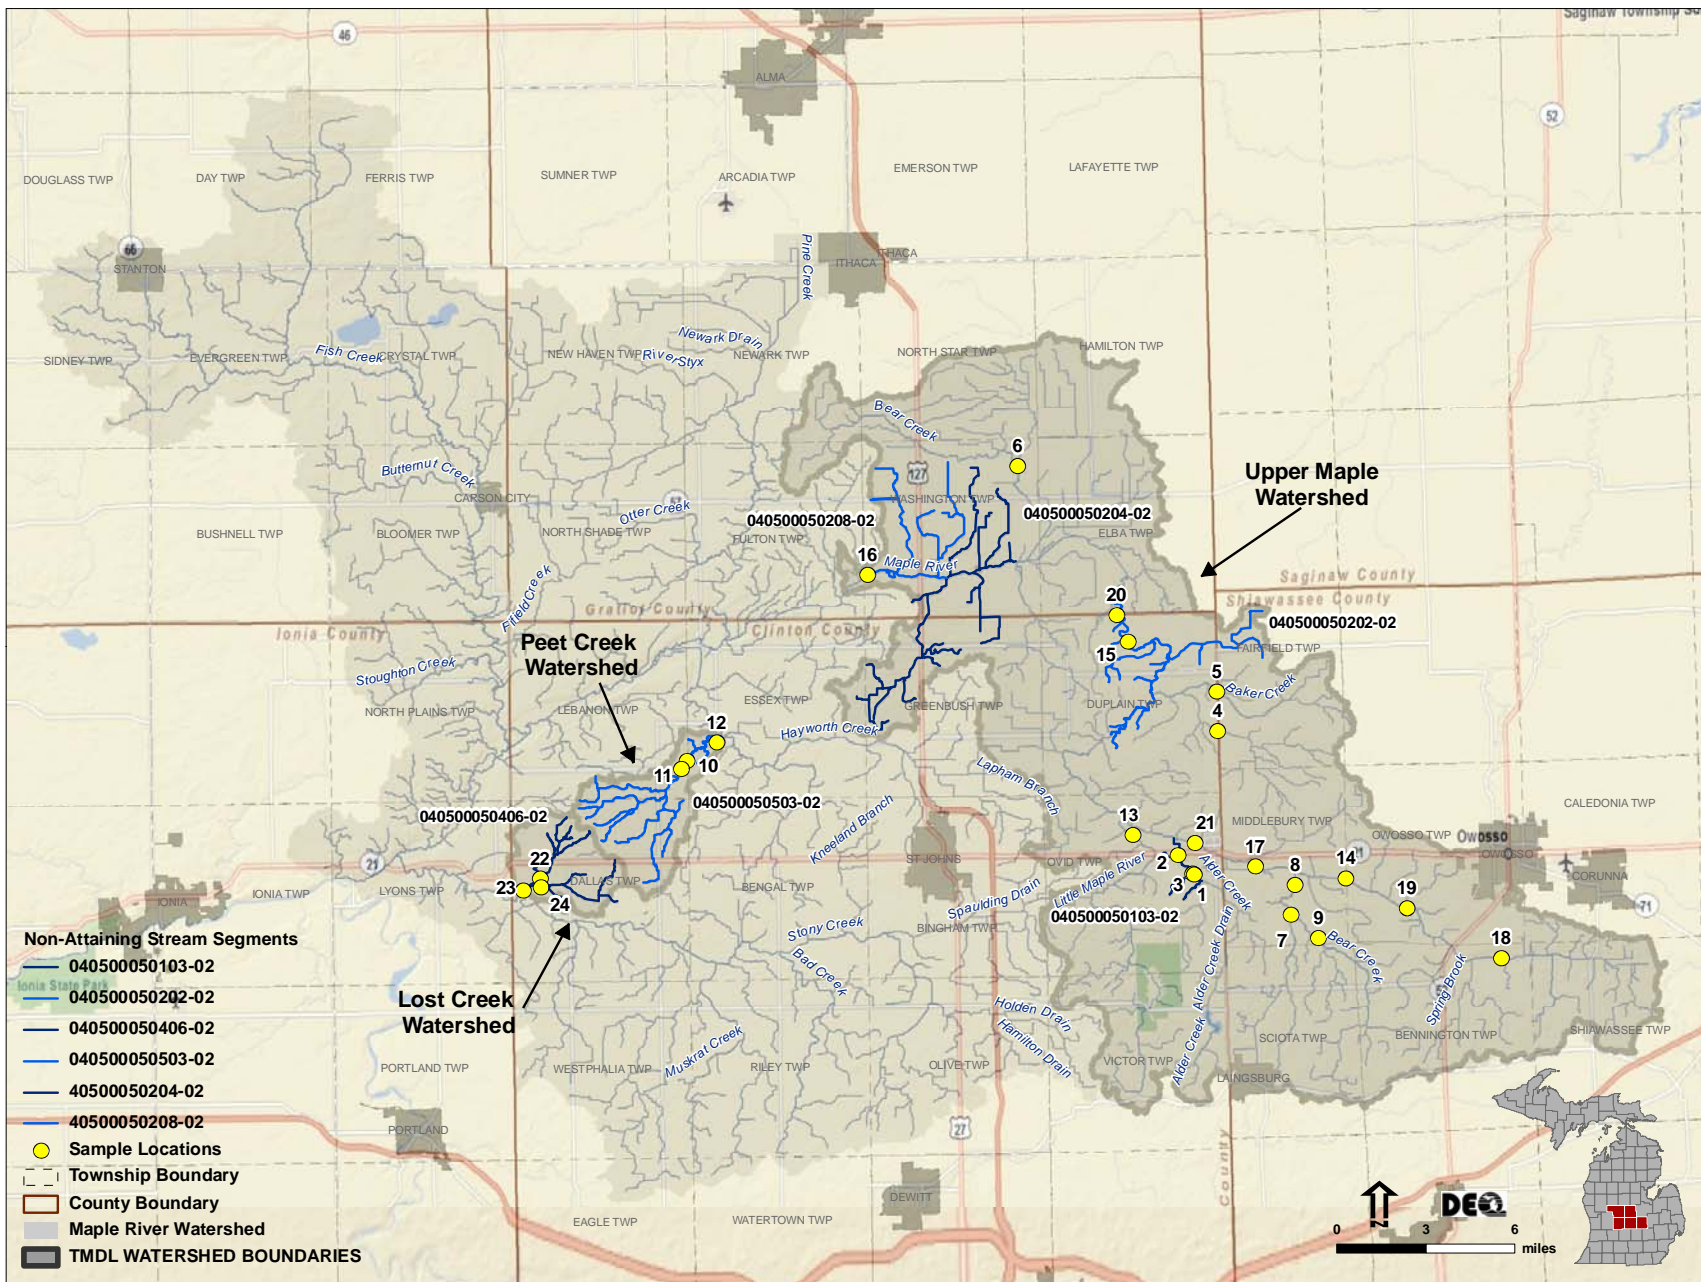 Saginaw Township
46
ALMA
52
DOUGLASS TWP
DAY TWP
FERRIS TWP
SUMNER TWP
ARCADIA TWP
EMERSON TWP
LAFAYETTE TWP
66
STANTON
Pine Creek
ITHACA
ITHACA
SIDNEY TWP
EVERGREEN TWP
Fish Creek
CRYSTAL TWP
NEW HAVEN TWP
River Styx
Newark Drain
NEWARK TWP
NORTH STAR TWP
HAMILTON TWP
Bear Creek
6
Upper Maple
Watershed
Butternut Creek
CARSON CITY
57
127
WASHINGTON TWP
Otter Creek
040500050208-02
040500050204-02
BUSHNELL TWP
BLOOMER TWP
NORTH SHADE TWP
FULTON TWP
ELBA TWP
16
Maple River
Saginaw County
Shiawassee County
Fifield Creek
Gratiot County
Clinton County
Ionia County
20
15
040500050202-02
FAIRFIELD TWP
Peet Creek
Watershed
Stoughton Creek
5
Baker Creek
NORTH PLAINS TWP
LEBANON TWP
ESSEX TWP
GREENBUSH TWP
DUPLAIN TWP
4
12
Hayworth Creek
11
10
Lapham Branch
040500050503-02
040500050406-02
Kneeland Branch
CALEDONIA TWP
13
21
MIDDLEBURY TWP
OWOSSO TWP
Owosso
OWOSSO
21
22
23
24
DALLAS TWP
IONIA
IONIA TWP
LYONS TWP
BENGAL TWP
ST JOHNS
OVID TWP
2
3
1
Little Maple River
Alder Creek
17
8
14
19
CORUNNA
71
Spaulding Drain
040500050103-02
BINGHAM TWP
7
9
Bear Creek
18
Stony Creek
Bad Creek
Alder Creek Drain
Spring Brook
Lost Creek
Watershed
Ionia State Park
Holden Drain
Hamilton Drain
Muskrat Creek
PORTLAND TWP
WESTPHALIA TWP
RILEY TWP
OLIVE TWP
VICTOR TWP
Alder Creek
LAINGSBURG
SCIOTA TWP
BENNINGTON TWP
SHIAWASSEE TWP
PORTLAND
27
County
DEWITT
EAGLE TWP
WATERTOWN TWP
Non-Attaining Stream Segments
040500050103-02
040500050202-02
040500050406-02
040500050503-02
40500050204-02
40500050208-02
Sample Locations
Township Boundary
County Boundary
Maple River Watershed
TMDL WATERSHED BOUNDARIES
N
DEQ
0 3 6
miles